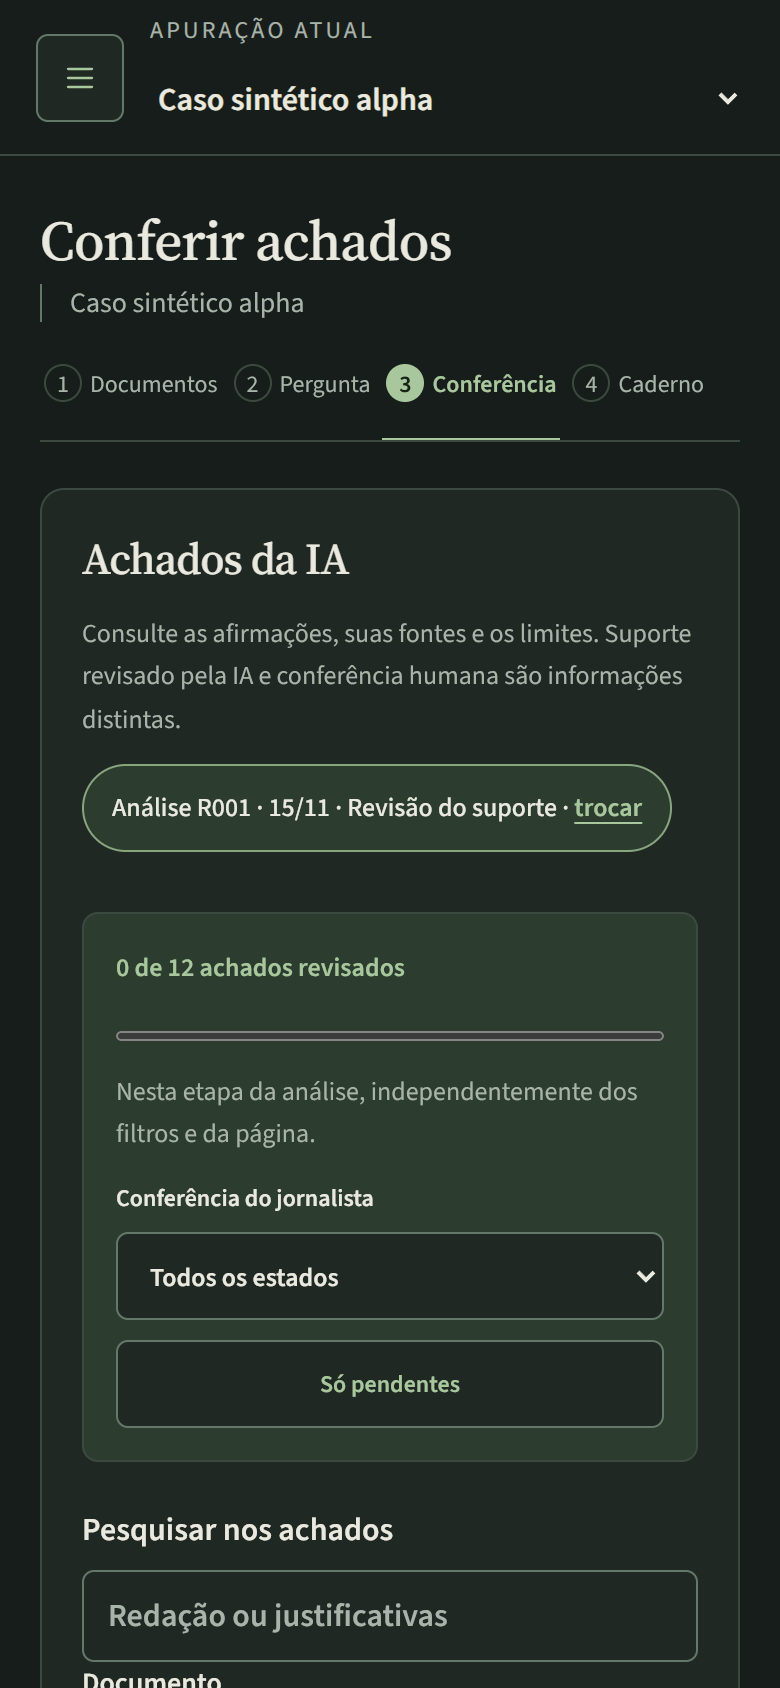 APURAÇÃO ATUAL
Caso sintético alpha
Conferir achados
Caso sintético alpha
1 Documentos 2 Pergunta 3 Conferência 4 Caderno
Achados da IA
Consulte as afirmações, suas fontes e os limites. Suporte
revisado pela IA e conferência humana são informações
distintas.
Análise R001 · 15/11 · Revisão do suporte · trocar
0 de 12 achados revisados
Nesta etapa da análise, independentemente dos
filtros e da página.
Conferência do jornalista
Todos os estados
Só pendentes
Pesquisar nos achados
Redação ou justificativas
Documento